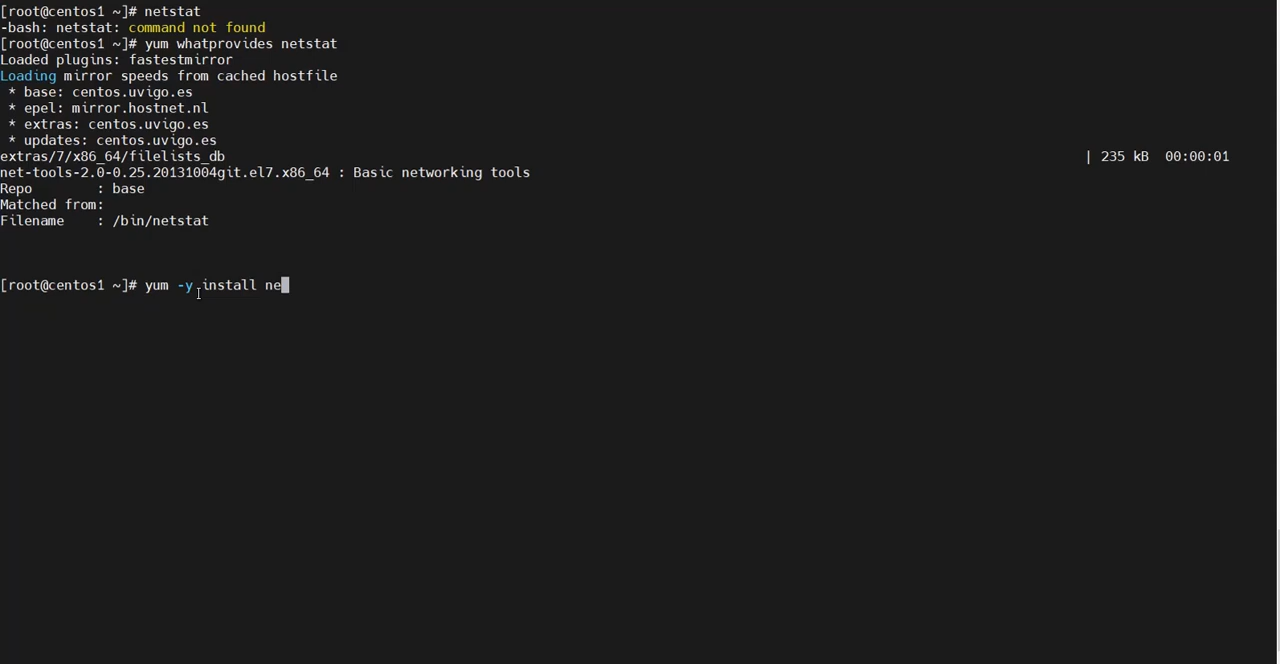 [root@centos1 ~]# netstat
-bash: netstat: command not found
[root@centos1 ~]# yum whatprovides netstat
Loaded plugins: fastestmirror
Loading mirror speeds from cached hostfile
 * base: centos.uvigo.es
 * epel: mirror.hostnet.nl
 * extras: centos.uvigo.es
 * updates: centos.uvigo.es
extras/7/x86_64/filelists_db | 235 kB 00:00:01
net-tools-2.0-0.25.20131004git.el7.x86_64 : Basic networking tools
Repo : base
Matched from:
Filename : /bin/netstat
[root@centos1 ~]# yum -y install ne